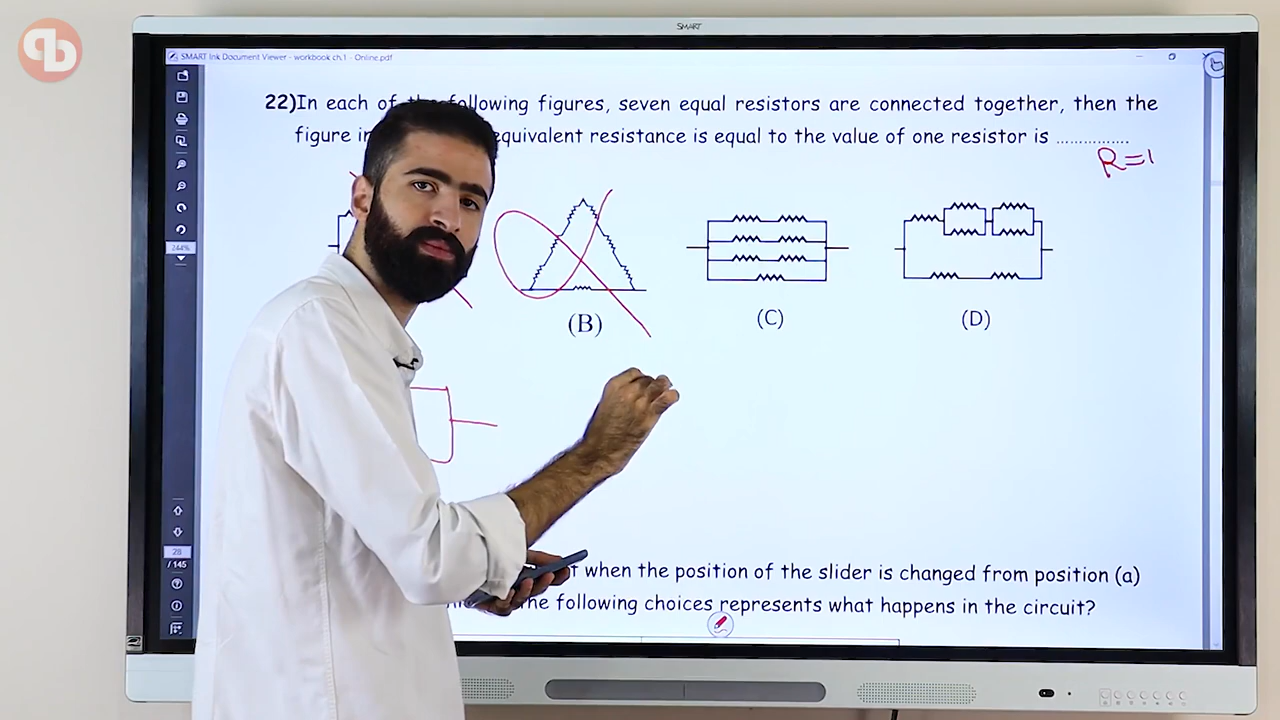 SMART
SMART Ink Document Viewer - workbook ch.1 - Online.pdf
22)In each of the following figures, seven equal resistors are connected together, then the
figure in equivalent resistance is equal to the value of one resistor is ...............
R=1
(B) (C) (D)
244%
28
/ 145
t when the position of the slider is changed from position (a)
the following choices represents what happens in the circuit?